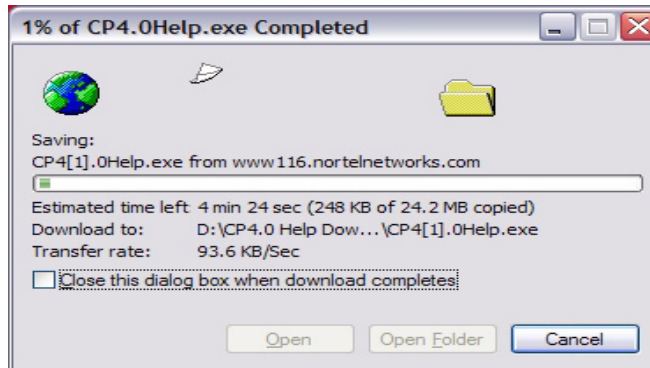 1% of CP4.0Help.exe Completed
Saving:
CP4[1].0Help.exe from www116.nortelnetworks.com
Estimated time left 4 min 24 sec (248 KB of 24.2 MB copied)
Download to: D:\CP4.0 Help Dow...\CP4[1].0Help.exe
Transfer rate: 93.6 KB/Sec
Close this dialog box when download completes
Open Open Folder Cancel